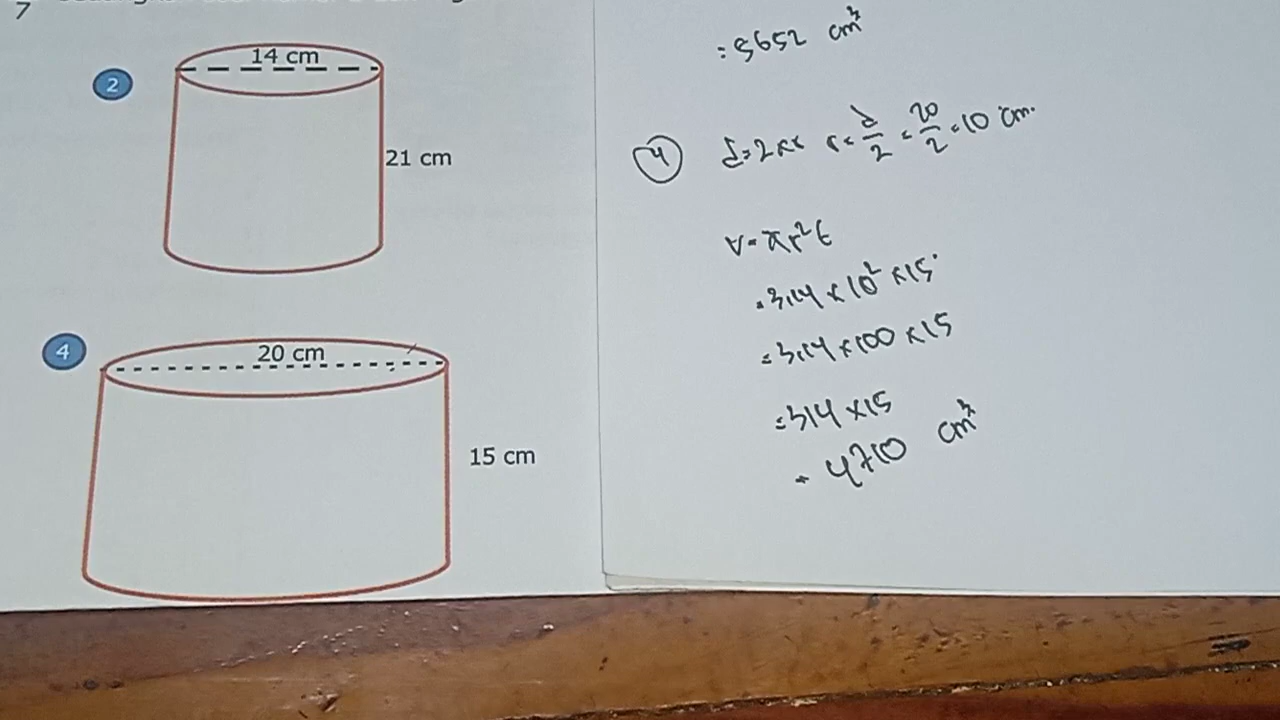 7
14 cm
2
21 cm
4
20 cm
15 cm
= 5652 cm³
4 d = 2 x r r = d/2 = 20/2 = 10 cm.
V = πr²t
= 3,14 x 10² x 15
= 3,14 x 100 x 15
= 314 x 15
= 4710 cm³